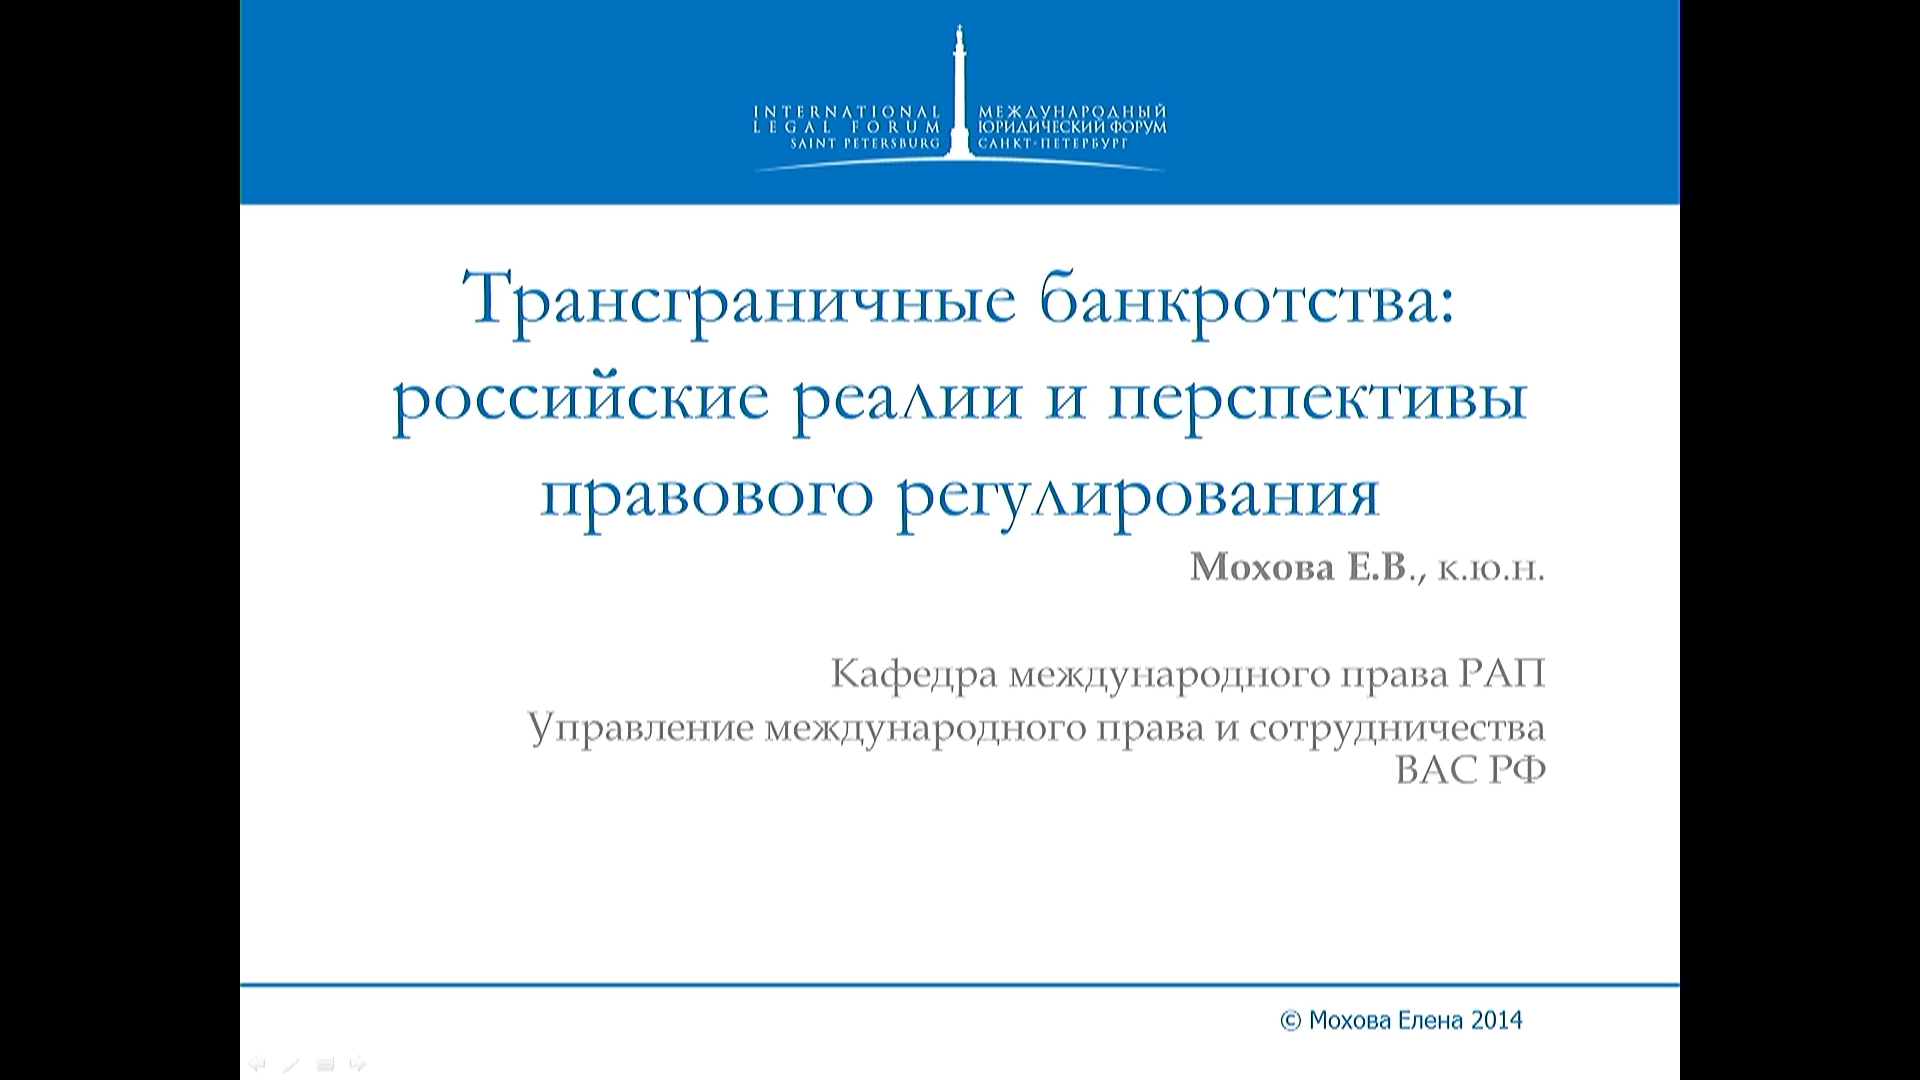 INTERNATIONAL
LEGAL FORUM
SAINT PETERSBURG
МЕЖДУНАРОДНЫЙ
ЮРИДИЧЕСКИЙ ФОРУМ
САНКТ-ПЕТЕРБУРГ
Трансграничные банкротства:
российские реалии и перспективы
правового регулирования
Мохова Е.В., к.ю.н.
Кафедра международного права РАП
Управление международного права и сотрудничества
ВАС РФ
© Мохова Елена 2014